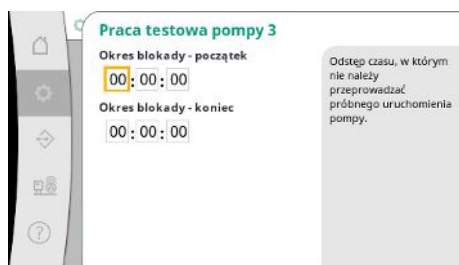 Praca testowa pompy 3
Okres blokady - początek
00 : 00 : 00
Okres blokady - koniec
00 : 00 : 00
Odstęp czasu, w którym
nie należy
przeprowadzać
próbnego uruchomienia
pompy.
?